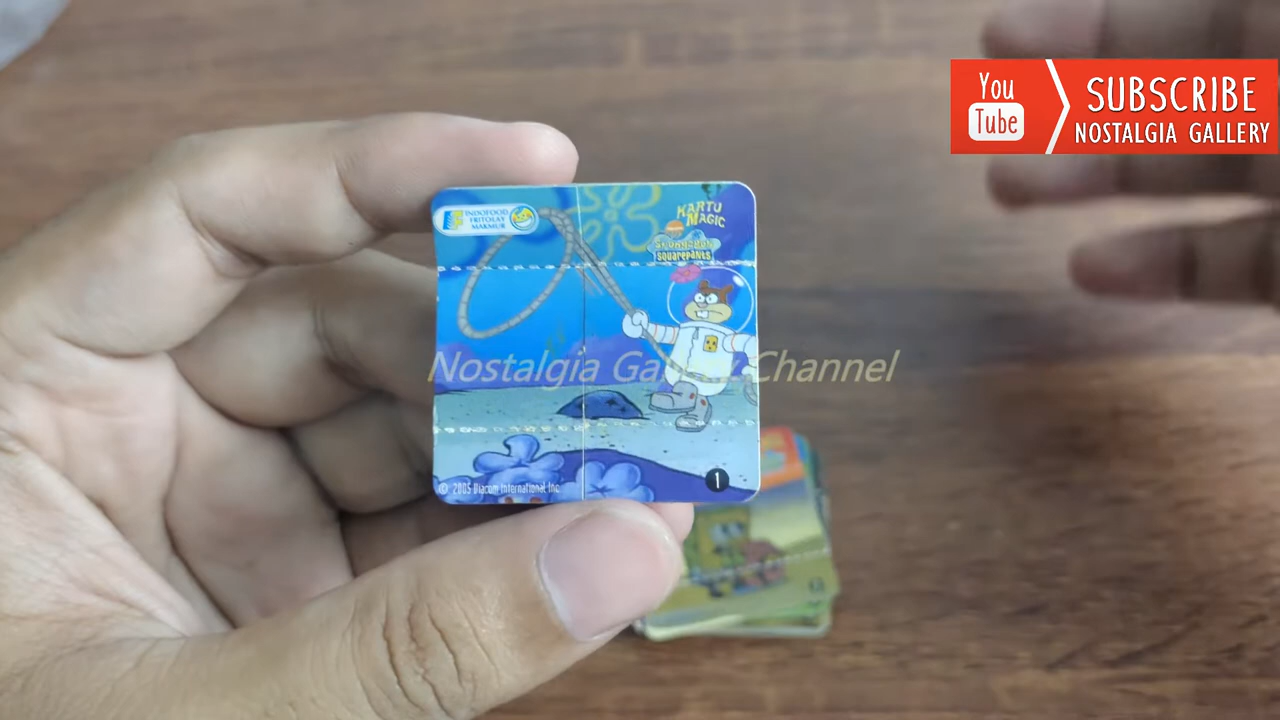 You
Tube
SUBSCRIBE
NOSTALGIA GALLERY
INDOFOOD
FRITOLAY
MAKMUR
KARTU
MAGIC
SPONGEBOB
SQUAREPANTS
Nostalgia Gallery Channel
© 2005 Viacom International Inc
1